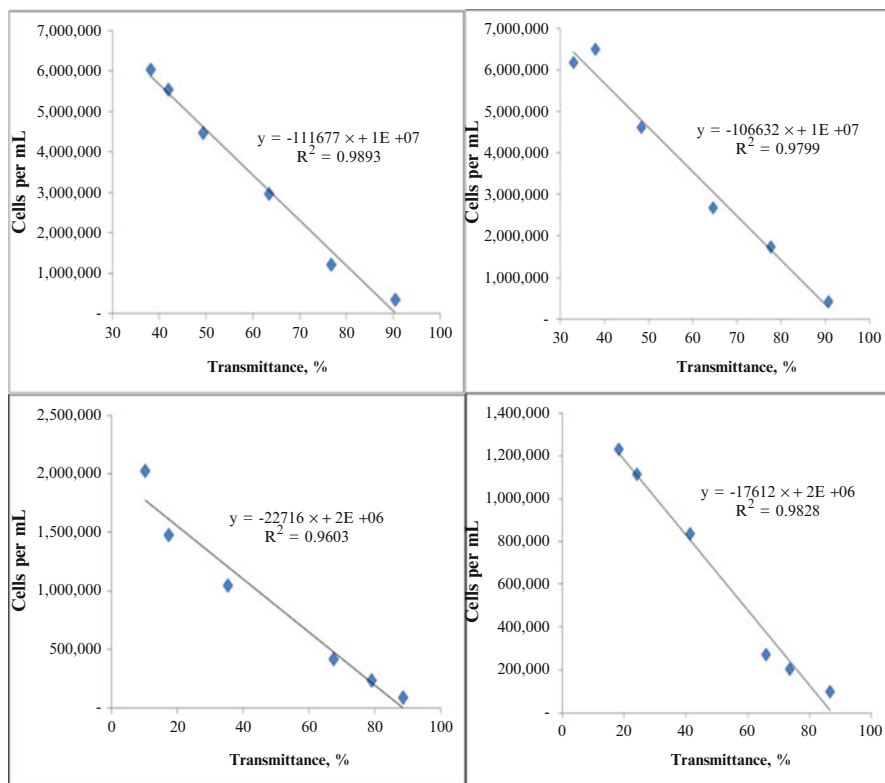 7,000,000
6,000,000
5,000,000
4,000,000
3,000,000
2,000,000
1,000,000
-
Cells per mL
y = -111677 × + 1E +07
R² = 0.9893
30 40 50 60 70 80 90 100
Transmittance, %
7,000,000
6,000,000
5,000,000
4,000,000
3,000,000
2,000,000
1,000,000
-
Cells per mL
y = -106632 × + 1E +07
R² = 0.9799
30 40 50 60 70 80 90 100
Transmittance, %
2,500,000
2,000,000
1,500,000
1,000,000
500,000
-
Cells per mL
y = -22716 × + 2E +06
R² = 0.9603
0 20 40 60 80 100
Transmittance, %
1,400,000
1,200,000
1,000,000
800,000
600,000
400,000
200,000
-
Cells per mL
y = -17612 × + 2E +06
R² = 0.9828
0 20 40 60 80 100
Transmittance, %